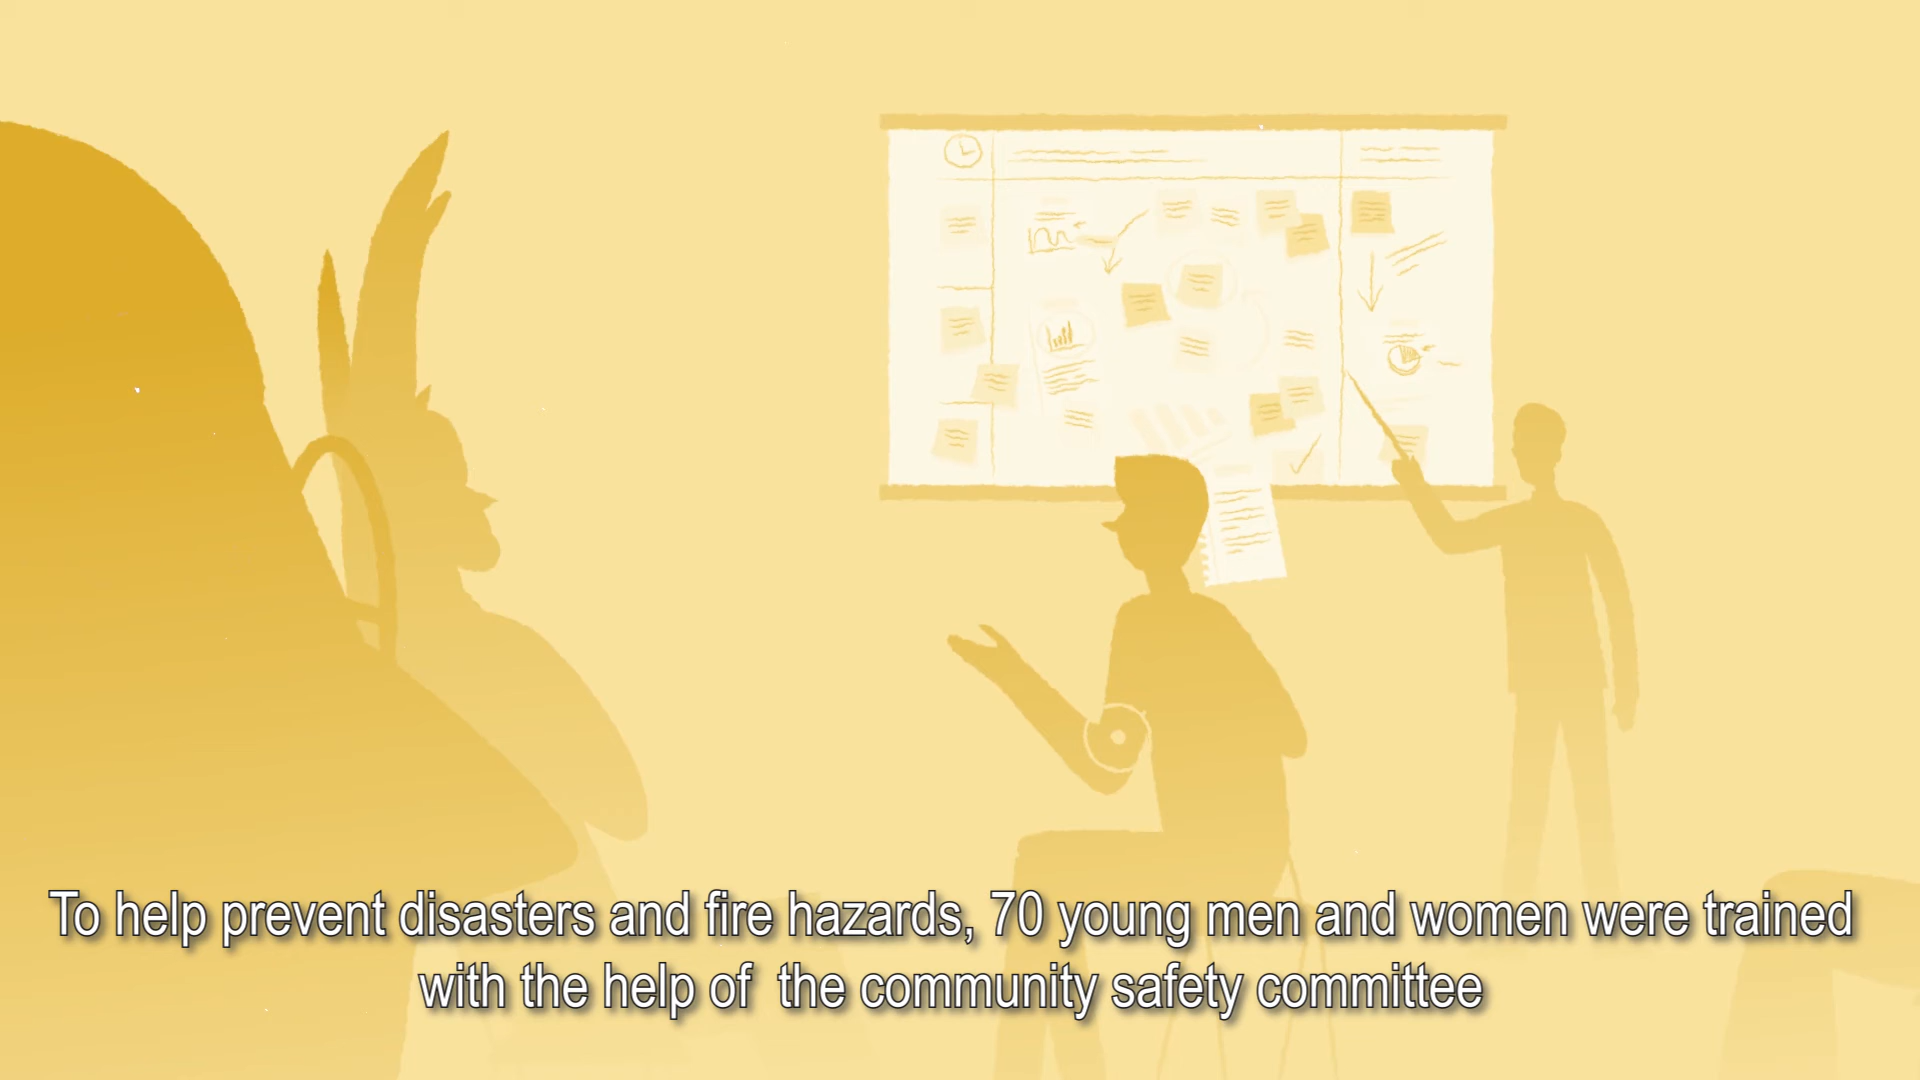 To help prevent disasters and fire hazards, 70 young men and women were trained
with the help of  the community safety committee